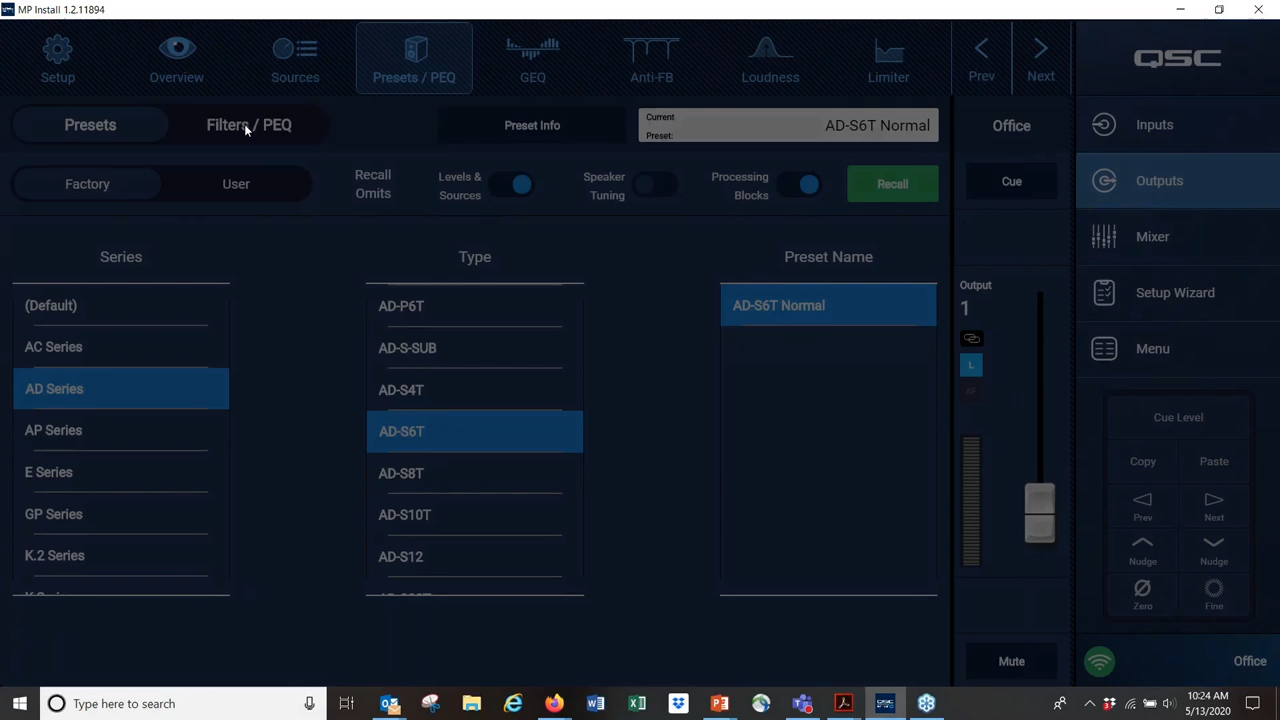 MP Install 1.2.11894
Setup
Overview
Sources
Presets / PEQ
GEQ
Anti-FB
Loudness
Limiter
Prev
Next
QSC
Presets
Filters / PEQ
Preset Info
Current
Preset:
AD-S6T Normal
Office
Inputs
Factory
User
Recall
Omits
Levels &
Sources
Speaker
Tuning
Processing
Blocks
Recall
Cue
Outputs
Mixer
Series
Type
Preset Name
(Default)
AC Series
AD Series
AP Series
E Series
GP Series
K.2 Series
AD-P6T
AD-S-SUB
AD-S4T
AD-S6T
AD-S8T
AD-S10T
AD-S12
AD-S6T Normal
Output
1
L
AF
Mute
Setup Wizard
Menu
Cue Level
Copy
Paste
Prev
Next
Nudge
Nudge
Zero
Fine
Office
Type here to search
10:24 AM
5/13/2020